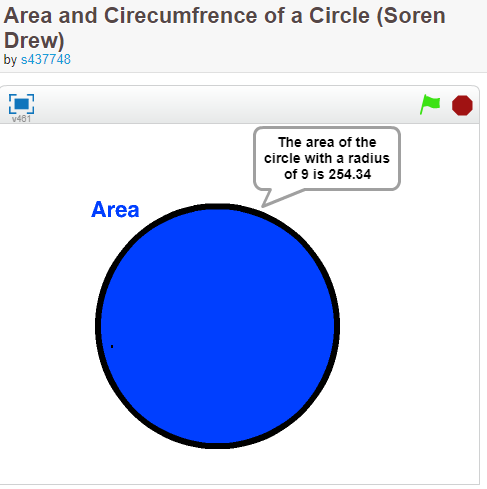 Area and Cirecumfrence of a Circle (Soren
Drew)
by s437748
v461
The area of the
circle with a radius
of 9 is 254.34
Area